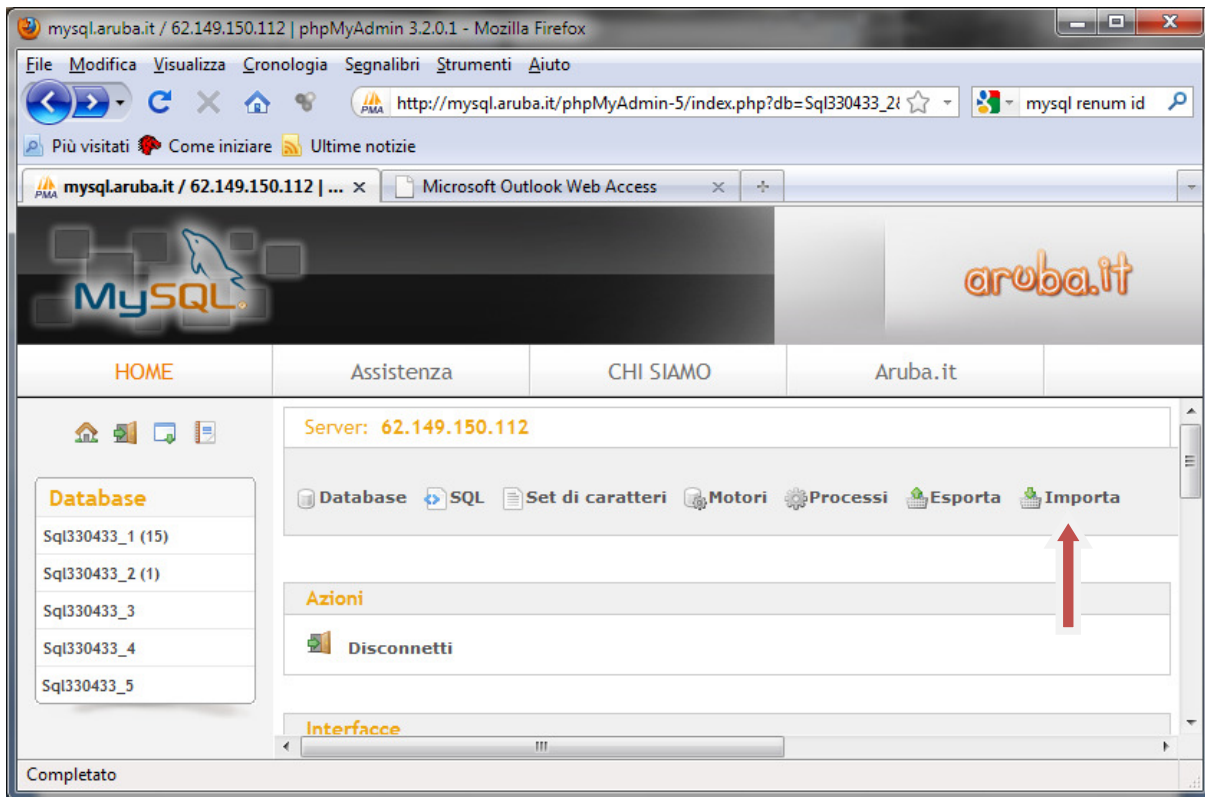 mysql.aruba.it / 62.149.150.112 | phpMyAdmin 3.2.0.1 - Mozilla Firefox
File Modifica Visualizza Cronologia Segnalibri Strumenti Aiuto
PMA http://mysql.aruba.it/phpMyAdmin-5/index.php?db=Sql330433_2& mysql renum id
Più visitati Come iniziare Ultime notizie
PMA mysql.aruba.it / 62.149.150.112 | ... Microsoft Outlook Web Access
MySQL aruba.it
HOME Assistenza CHI SIAMO Aruba.it
Server: 62.149.150.112
Database SQL Set di caratteri Motori Processi Esporta Importa
Database
Sql330433_1 (15)
Sql330433_2 (1)
Sql330433_3
Sql330433_4
Sql330433_5
Azioni
Disconnetti
Interfacce
Completato